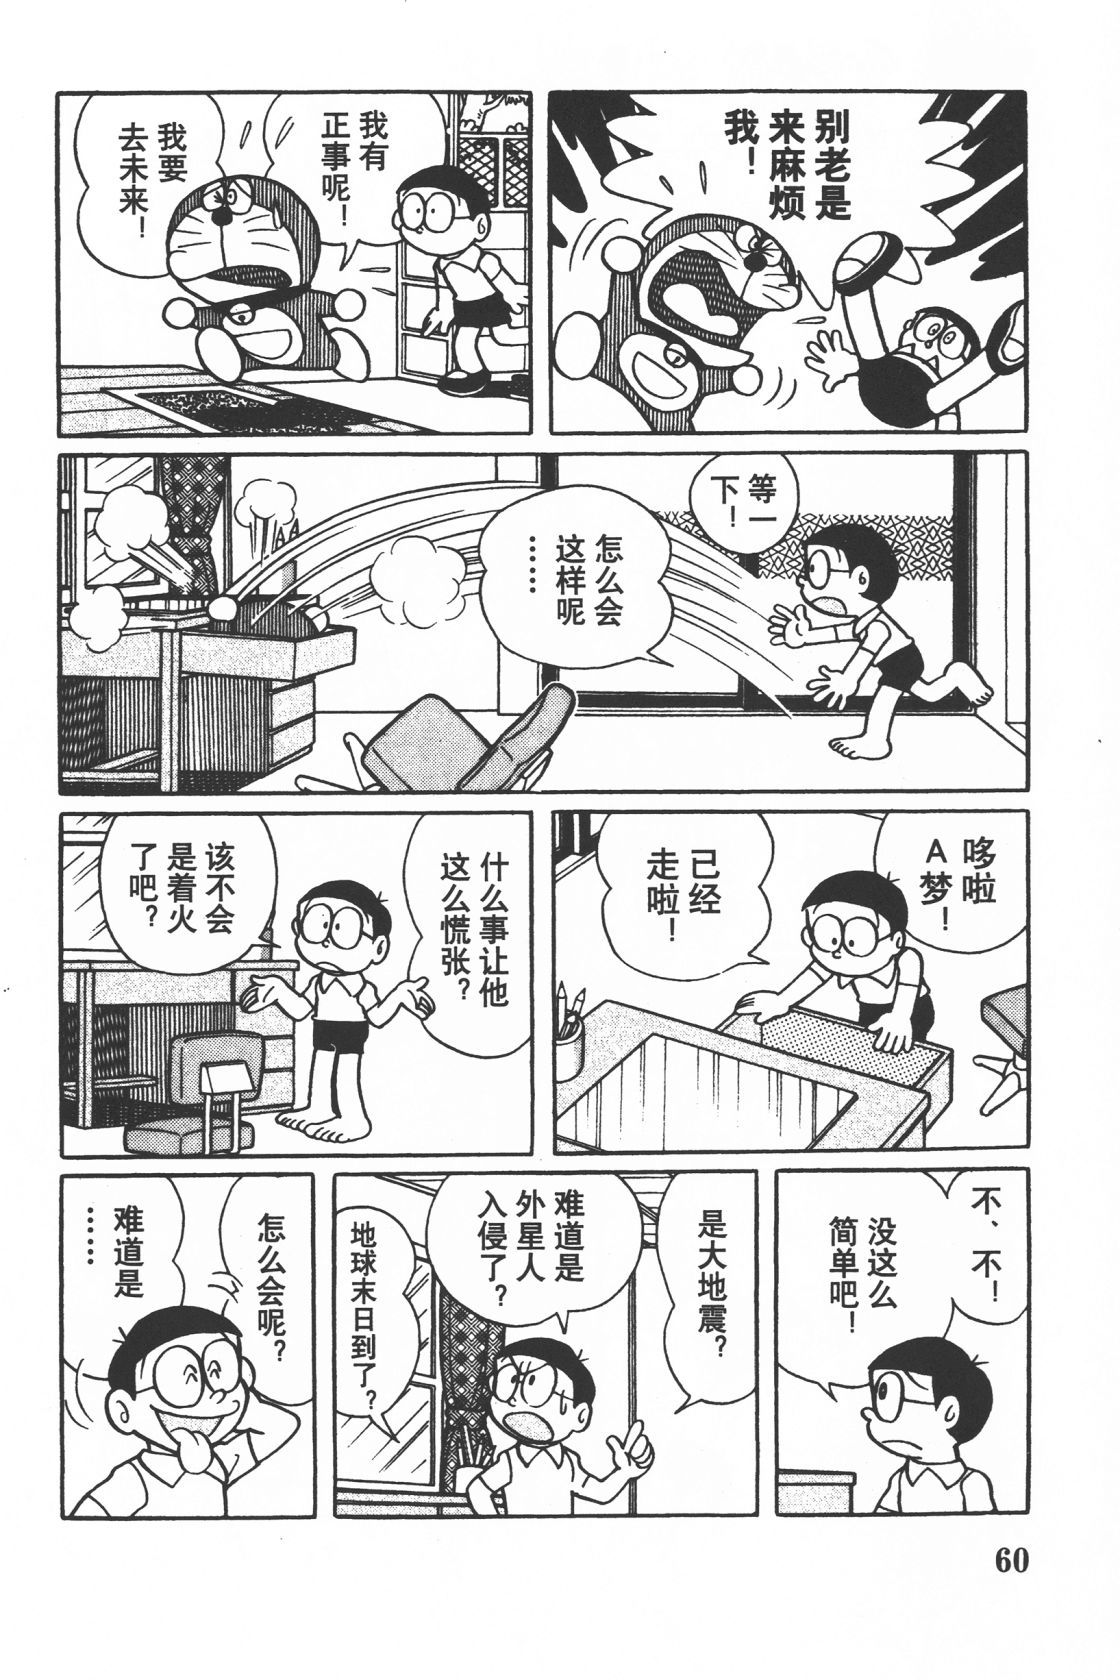 别老是
来麻烦
我！
我有
正事呢！
我要
去未来！
等一
下！
怎么会
这样呢
……
哆啦
A梦！
已经
走啦！
什么事让他
这么慌张？
该不会
是着火
了吧？
不、不！
没这么
简单吧！
是大地震？
难道是
外星人
入侵了？
地球末日到了？
怎么会呢？
难道是
……
60